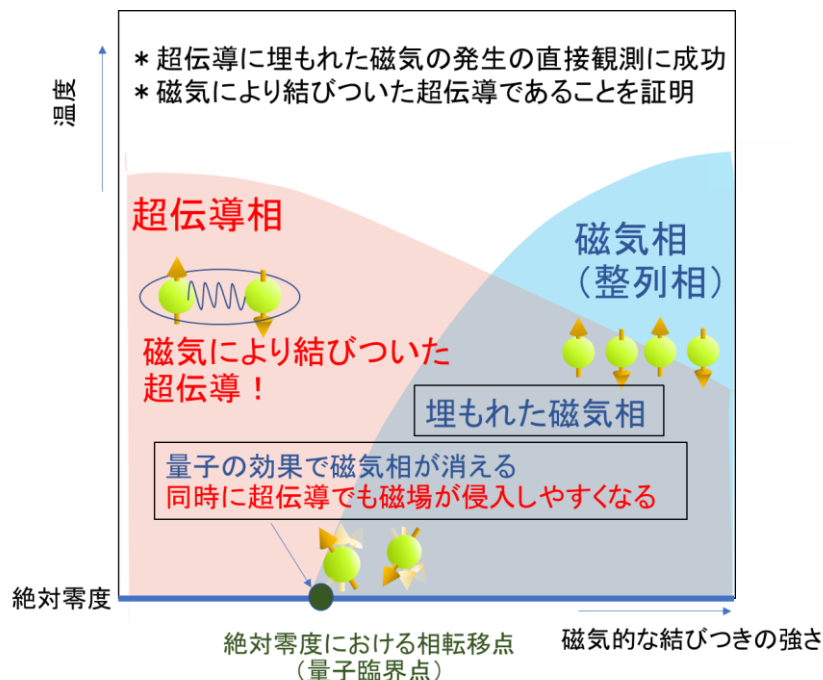 ＊超伝導に埋もれた磁気の発生の直接観測に成功
＊磁気により結びついた超伝導であることを証明
温度
超伝導相
磁気相
（整列相）
磁気により結びついた
超伝導！
埋もれた磁気相
量子の効果で磁気相が消える
同時に超伝導でも磁場が侵入しやすくなる
絶対零度
絶対零度における相転移点
（量子臨界点）
磁気的な結びつきの強さ